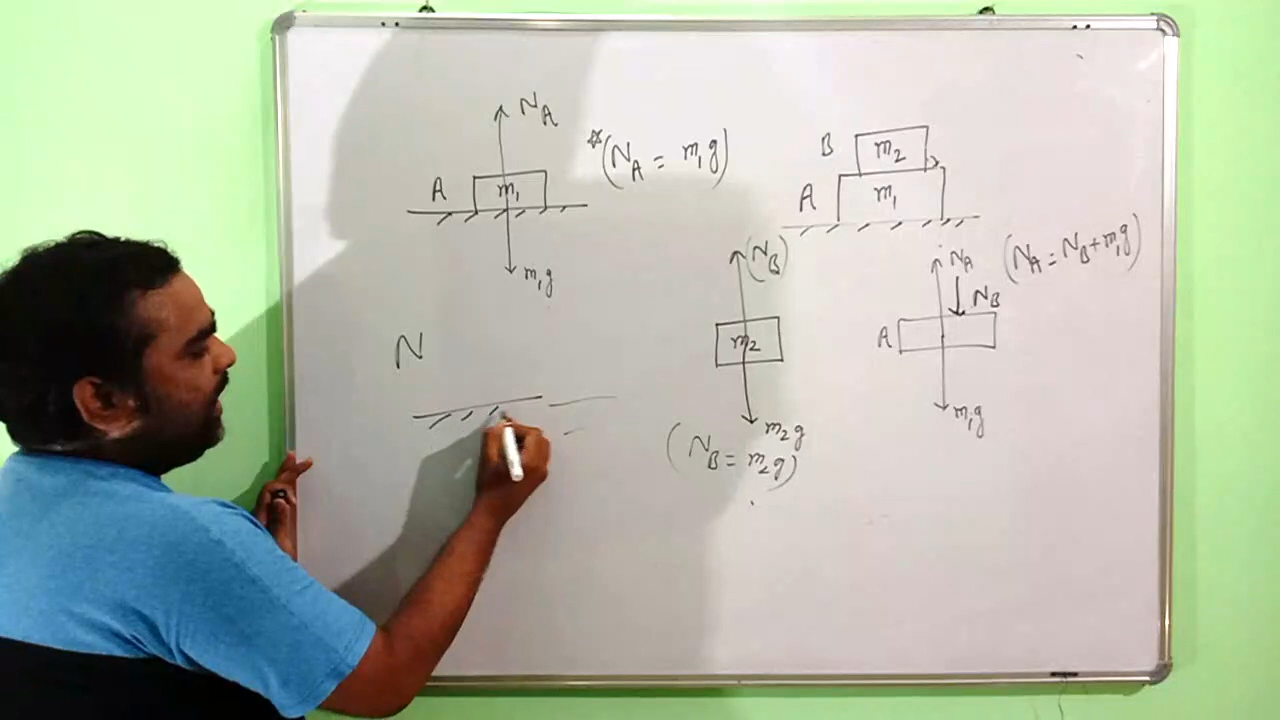 N_A
A
m₁
m₁g
*(N_A = m₁g)
B
m₂
A
m₁
(N_B)
m₂
m₂g
(N_B = m₂g)
N_A
N_B
A
m₁g
(N_A = N_B + m₁g)
N